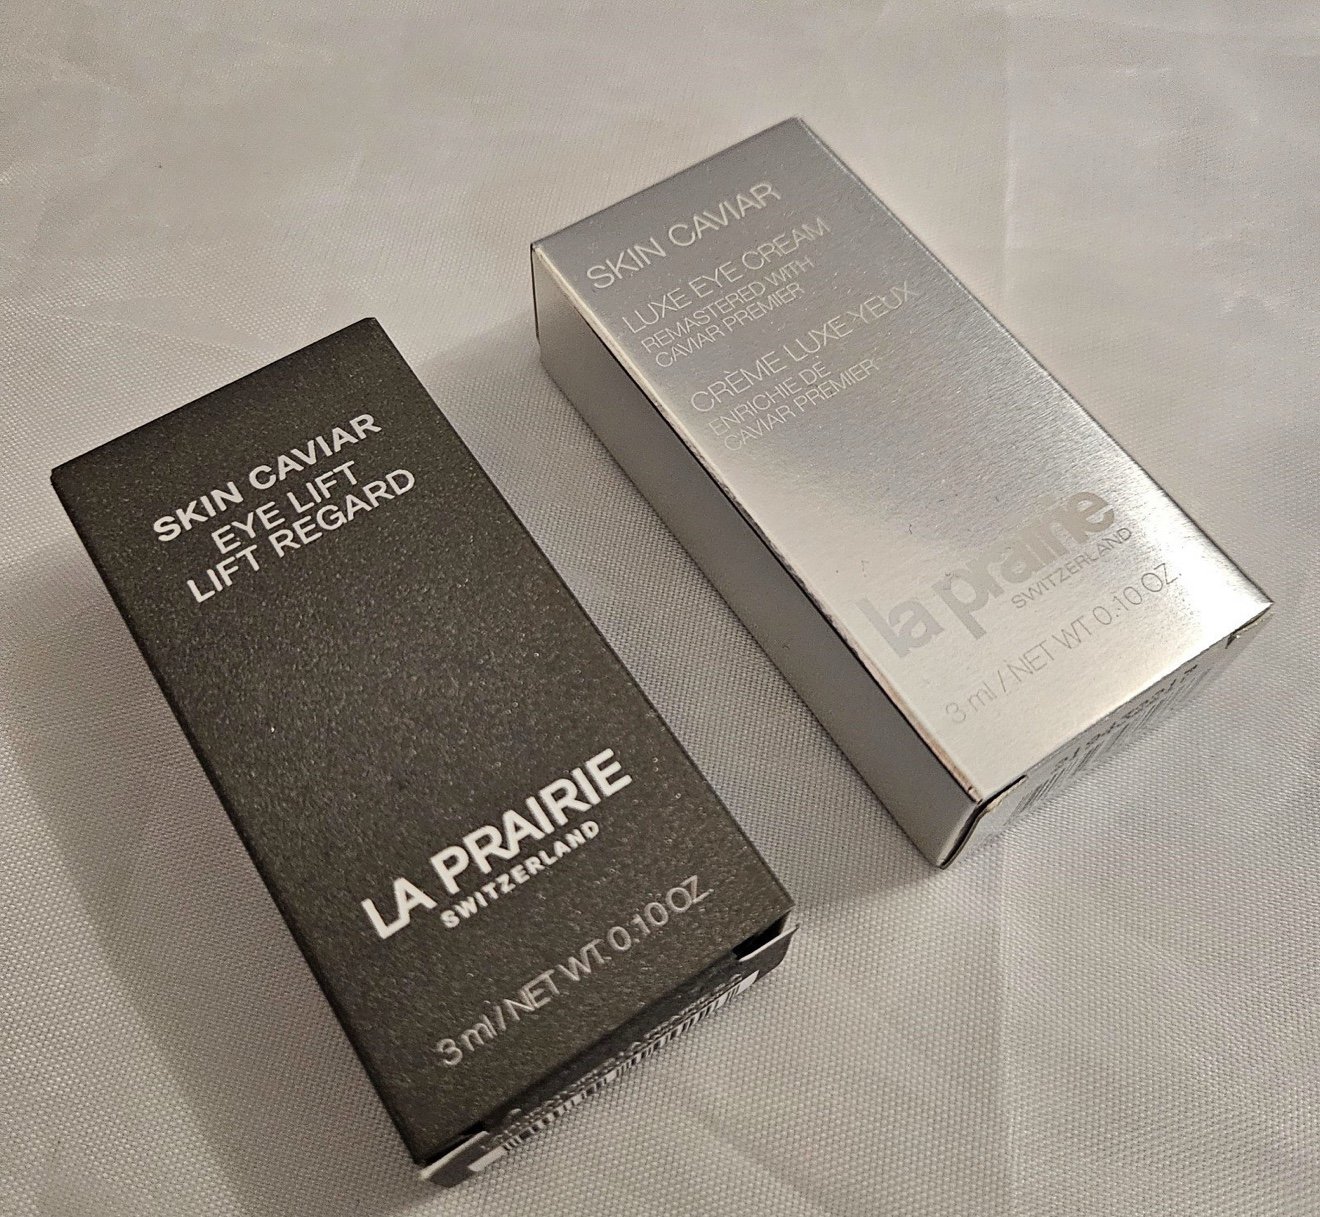 SKIN CAVIAR
EYE LIFT
LIFT REGARD
LA PRAIRIE
SWITZERLAND
3 ml / NET WT. 0.10 OZ.
SKIN CAVIAR
LUXE EYE CREAM
REMASTERED WITH
CAVIAR PREMIER
CRÈME LUXE YEUX
ENRICHIE DE
CAVIAR PREMIER
la prairie
SWITZERLAND
3 ml / NET WT. 0.10 OZ.